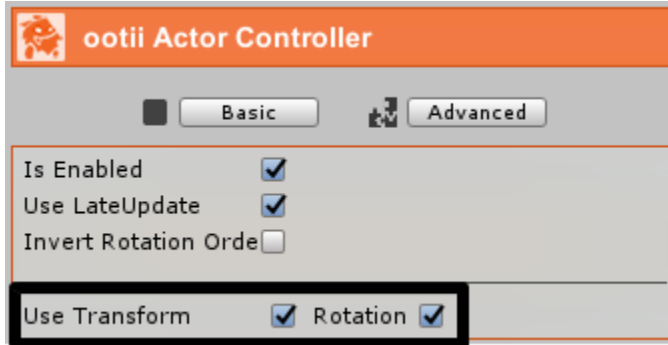 ootii Actor Controller
Basic Advanced
Is Enabled
Use LateUpdate
Invert Rotation Orde
Use Transform Rotation